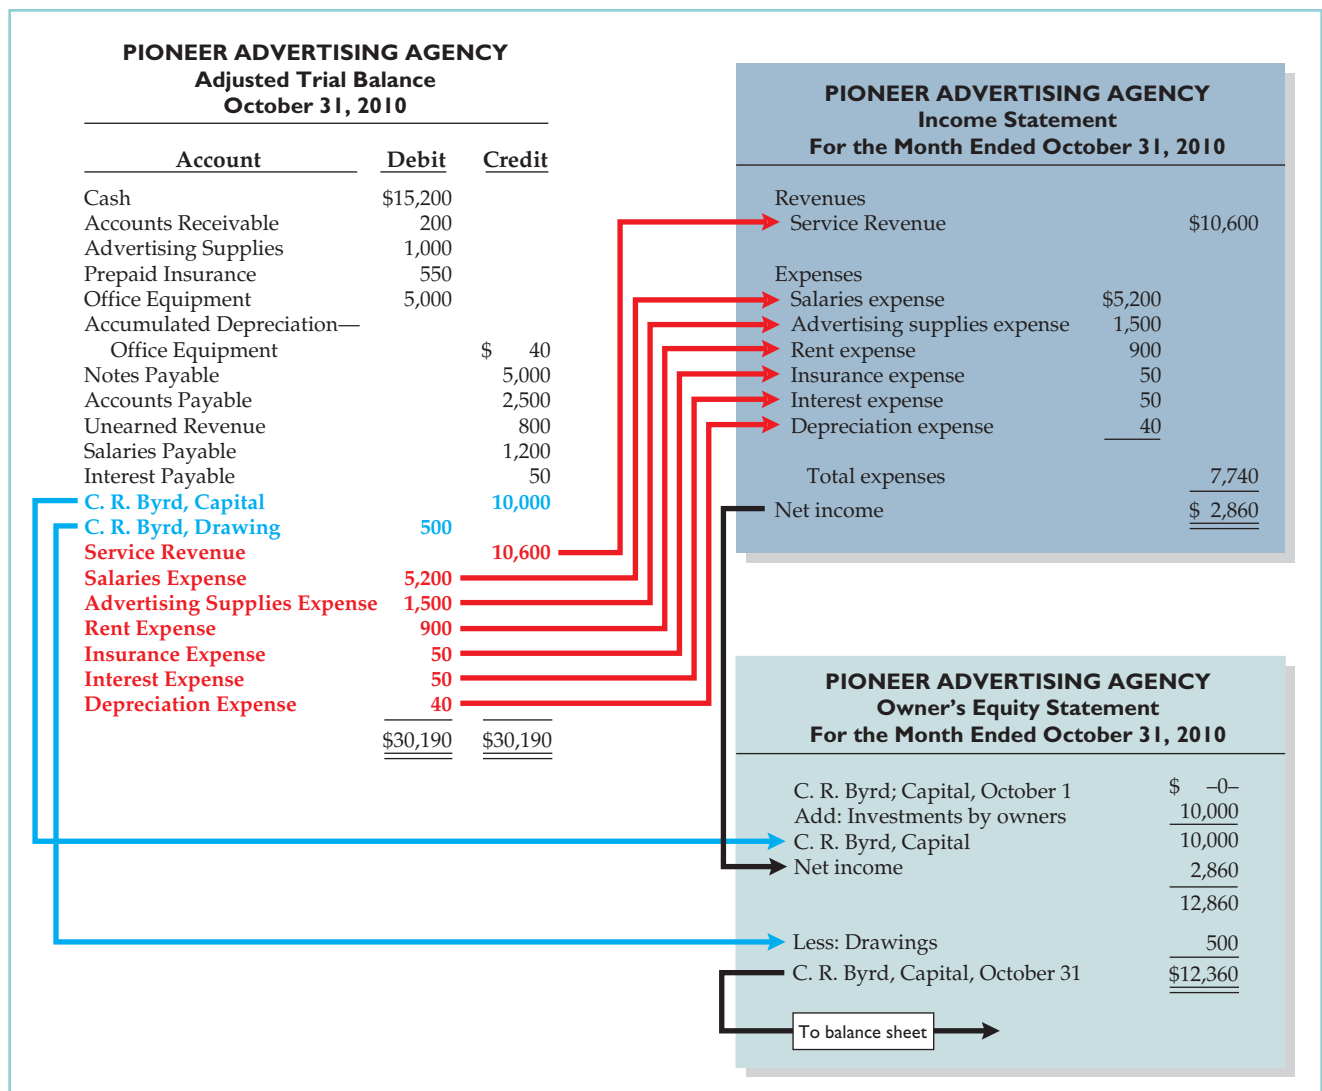 PIONEER ADVERTISING AGENCY
Adjusted Trial Balance
October 31, 2010
Account Debit Credit
Cash $15,200
Accounts Receivable 200
Advertising Supplies 1,000
Prepaid Insurance 550
Office Equipment 5,000
Accumulated Depreciation—
Office Equipment $ 40
Notes Payable 5,000
Accounts Payable 2,500
Unearned Revenue 800
Salaries Payable 1,200
Interest Payable 50
C. R. Byrd, Capital 10,000
C. R. Byrd, Drawing 500
Service Revenue 10,600
Salaries Expense 5,200
Advertising Supplies Expense 1,500
Rent Expense 900
Insurance Expense 50
Interest Expense 50
Depreciation Expense 40
$30,190 $30,190
PIONEER ADVERTISING AGENCY
Income Statement
For the Month Ended October 31, 2010
Revenues
Service Revenue $10,600
Expenses
Salaries expense $5,200
Advertising supplies expense 1,500
Rent expense 900
Insurance expense 50
Interest expense 50
Depreciation expense 40
Total expenses 7,740
Net income $ 2,860
PIONEER ADVERTISING AGENCY
Owner's Equity Statement
For the Month Ended October 31, 2010
C. R. Byrd; Capital, October 1 $ –0–
Add: Investments by owners 10,000
C. R. Byrd, Capital 10,000
Net income 2,860
12,860
Less: Drawings 500
C. R. Byrd, Capital, October 31 $12,360
To balance sheet